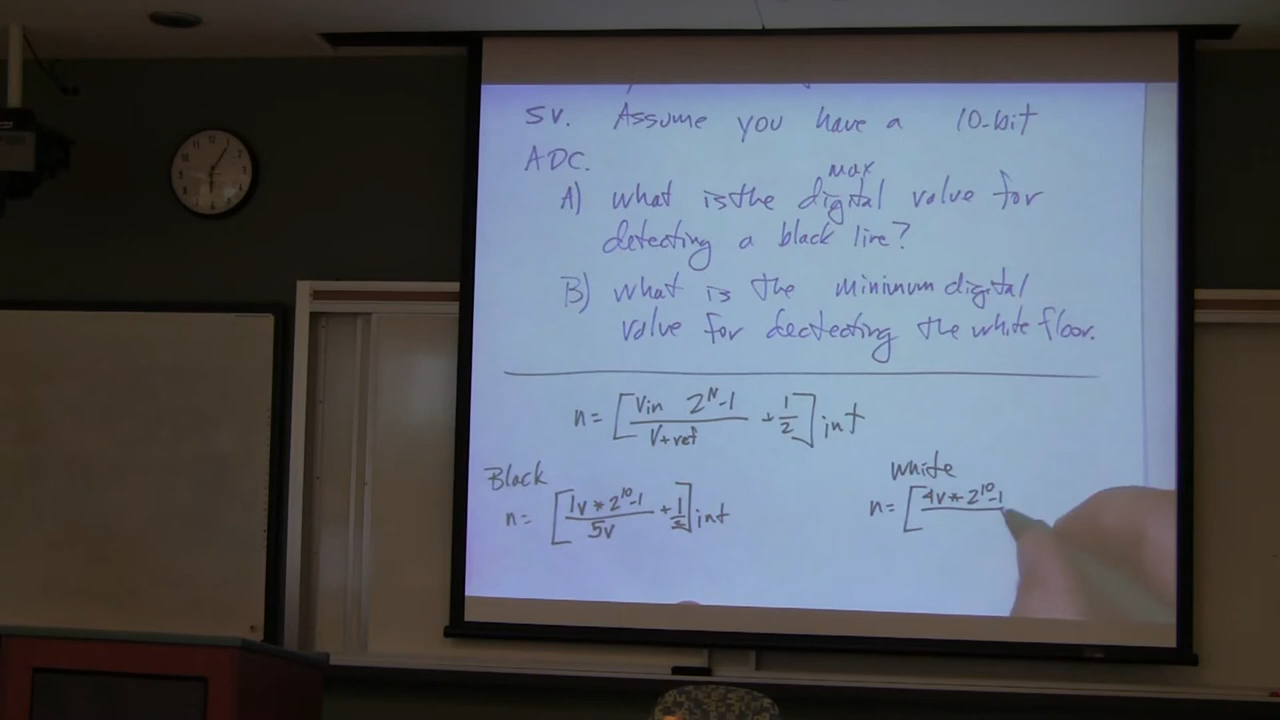 5V. Assume you have a 10-bit
ADC.
max
A) what is the digital value for
detecting a black line?
B) what is the minimum digital
value for dectecting the white floor.
n = [Vin 2^N-1 / V+ref + 1/2] int
Black
n = [1v * 2^10-1 / 5v + 1/2] int
white
n = [4v * 2^10-1